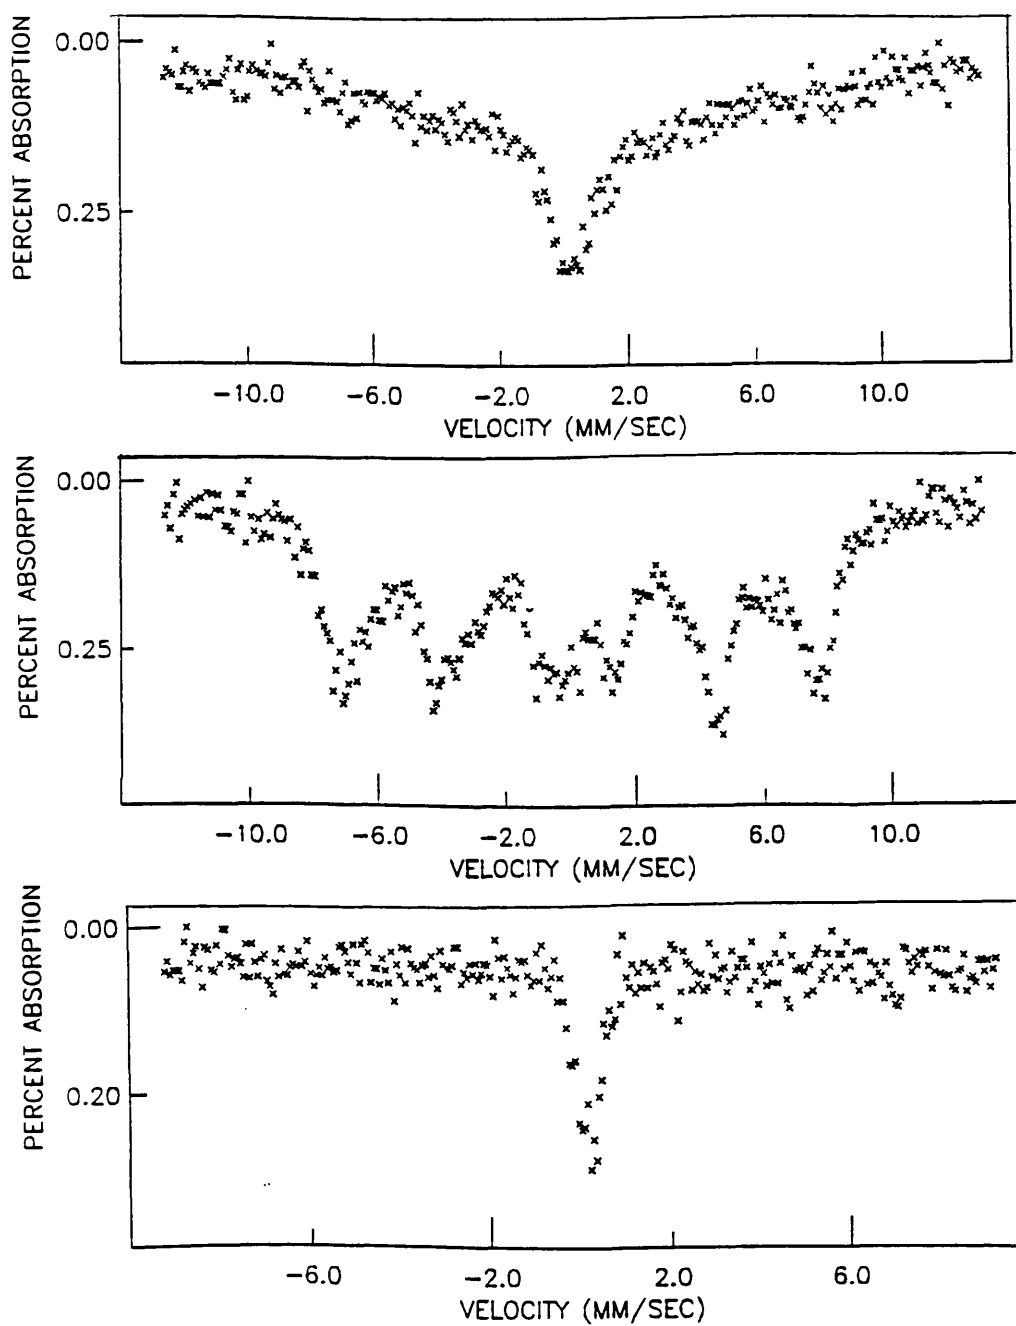 PERCENT ABSORPTION
0.00
0.25
-10.0 -6.0 -2.0 2.0 6.0 10.0
VELOCITY (MM/SEC)
PERCENT ABSORPTION
0.00
0.25
-10.0 -6.0 -2.0 2.0 6.0 10.0
VELOCITY (MM/SEC)
PERCENT ABSORPTION
0.00
0.20
-6.0 -2.0 2.0 6.0
VELOCITY (MM/SEC)